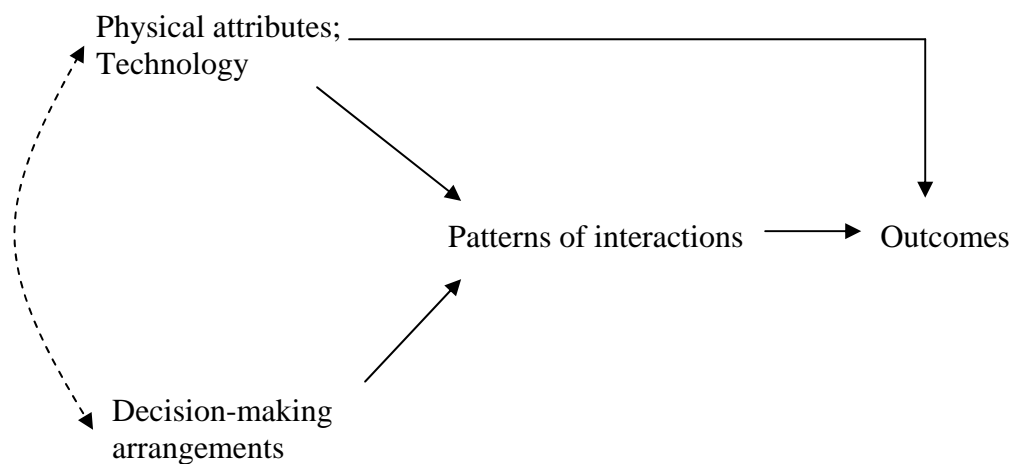 Physical attributes;
Technology
Patterns of interactions
Outcomes
Decision-making
arrangements